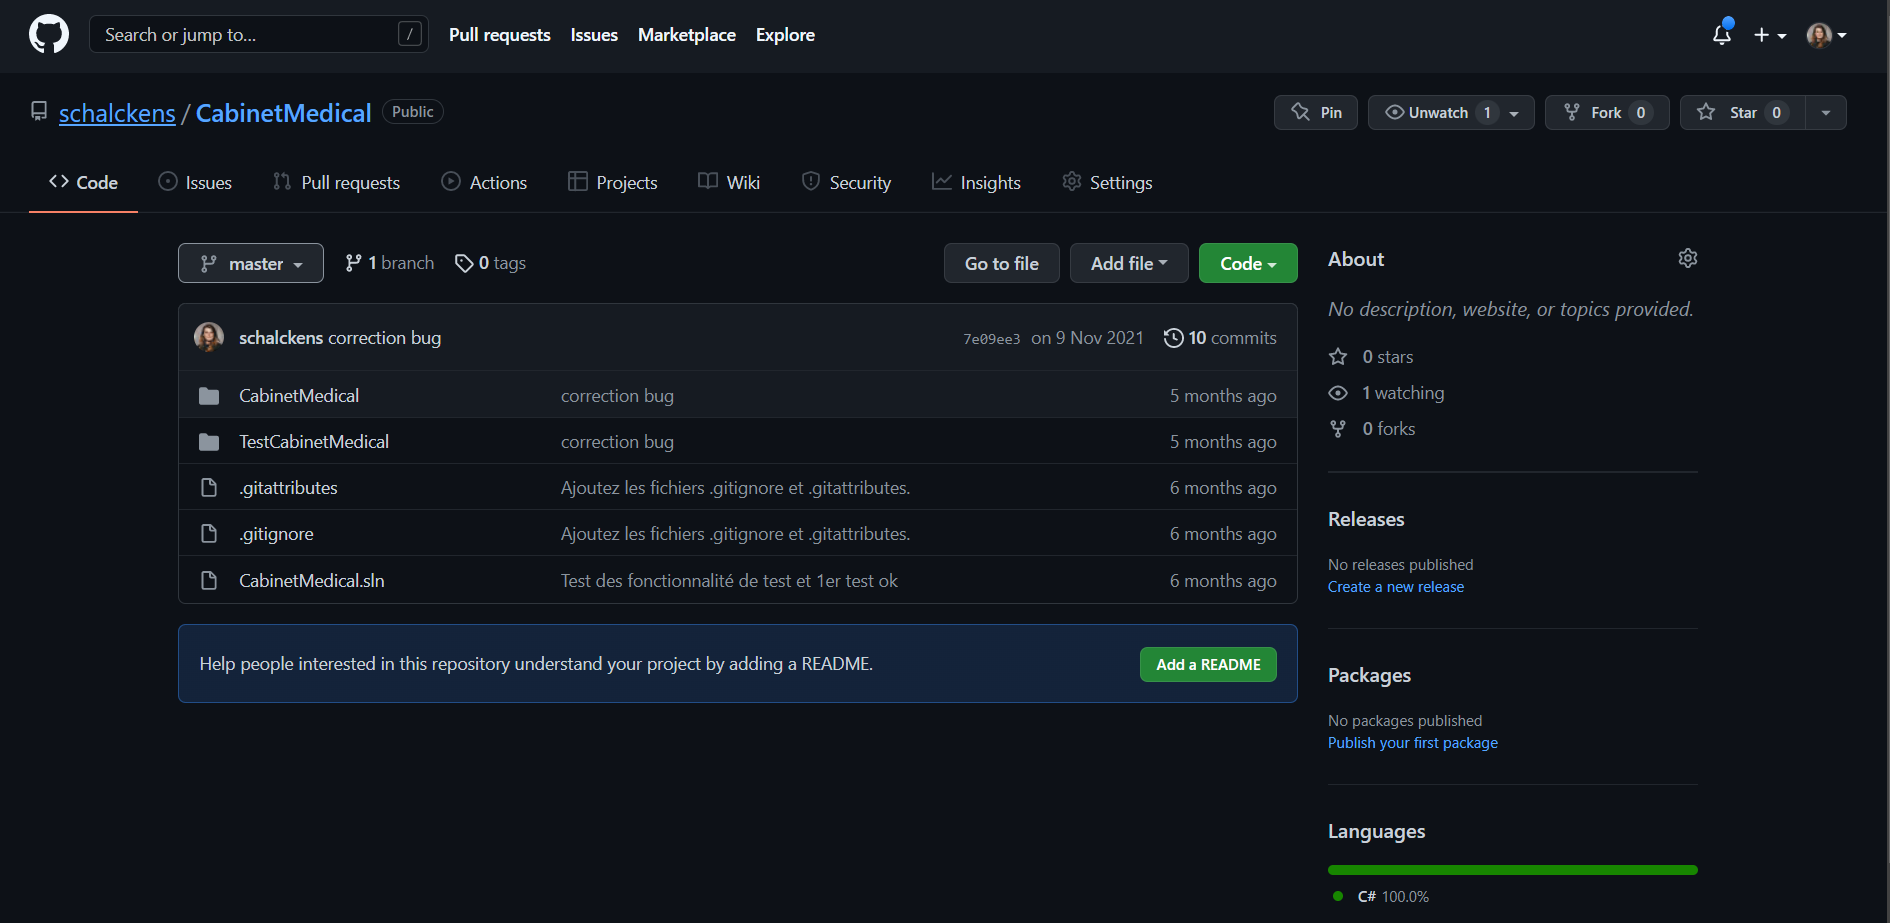 Search or jump to... / Pull requests Issues Marketplace Explore
schalckens / CabinetMedical Public Pin Unwatch 1 Fork 0 Star 0
Code Issues Pull requests Actions Projects Wiki Security Insights Settings
master 1 branch 0 tags Go to file Add file Code
schalckens correction bug 7e09ee3 on 9 Nov 2021 10 commits
CabinetMedical correction bug 5 months ago
TestCabinetMedical correction bug 5 months ago
.gitattributes Ajoutez les fichiers .gitignore et .gitattributes. 6 months ago
.gitignore Ajoutez les fichiers .gitignore et .gitattributes. 6 months ago
CabinetMedical.sln Test des fonctionnalité de test et 1er test ok 6 months ago
Help people interested in this repository understand your project by adding a README. Add a README
About
No description, website, or topics provided.
0 stars
1 watching
0 forks
Releases
No releases published
Create a new release
Packages
No packages published
Publish your first package
Languages
C# 100.0%